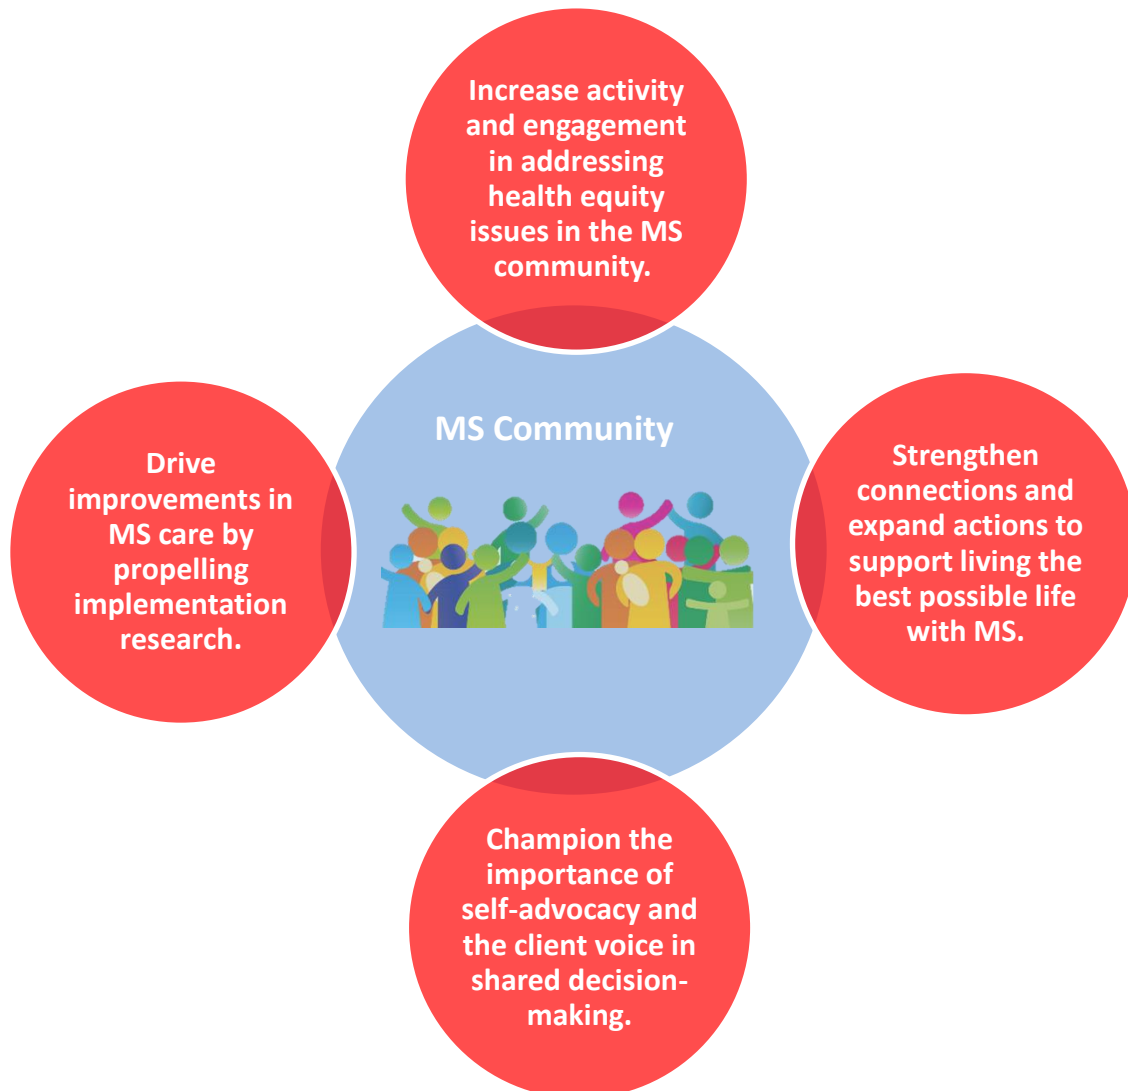 Increase activity
and engagement
in addressing
health equity
issues in the MS
community.
MS Community
Drive
improvements in
MS care by
propelling
implementation
research.
Strengthen
connections and
expand actions to
support living the
best possible life
with MS.
Champion the
importance of
self-advocacy and
the client voice in
shared decision-
making.